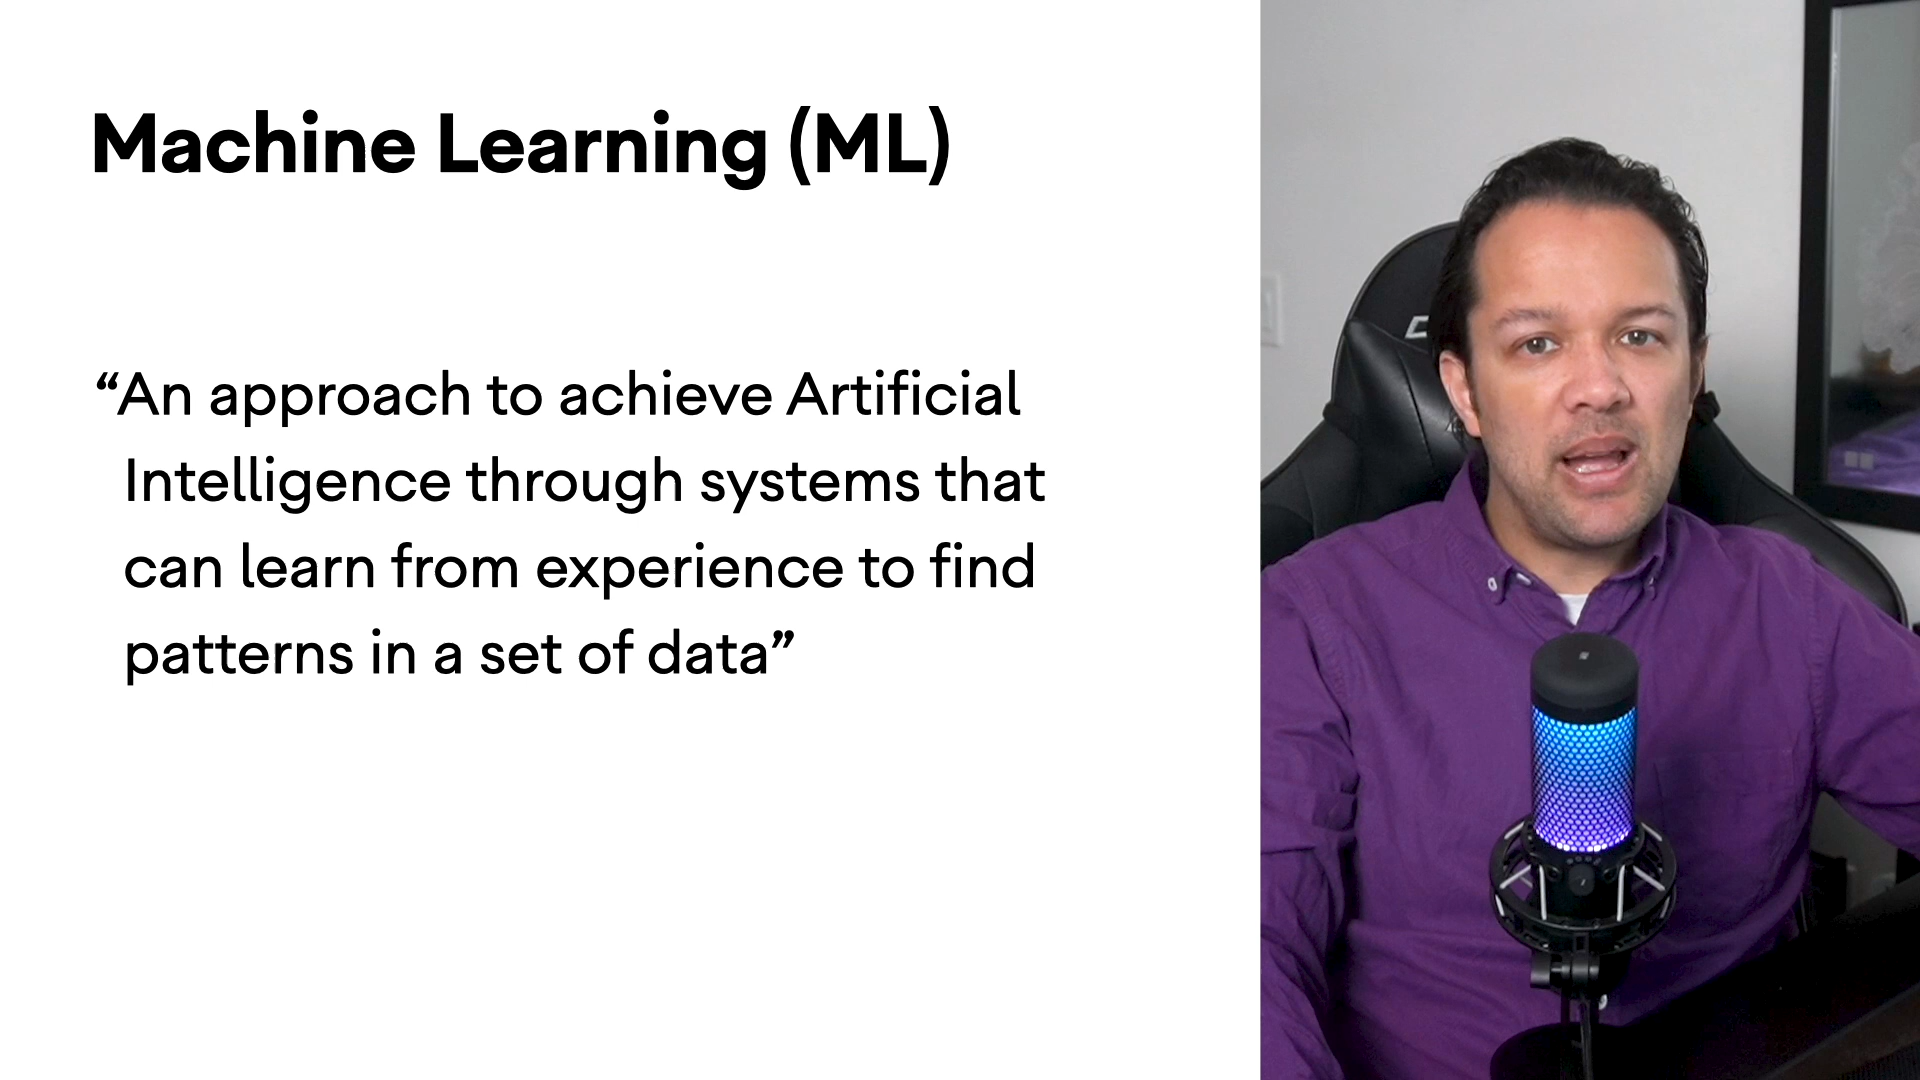 Machine Learning (ML)
“An approach to achieve Artificial
Intelligence through systems that
can learn from experience to find
patterns in a set of data”